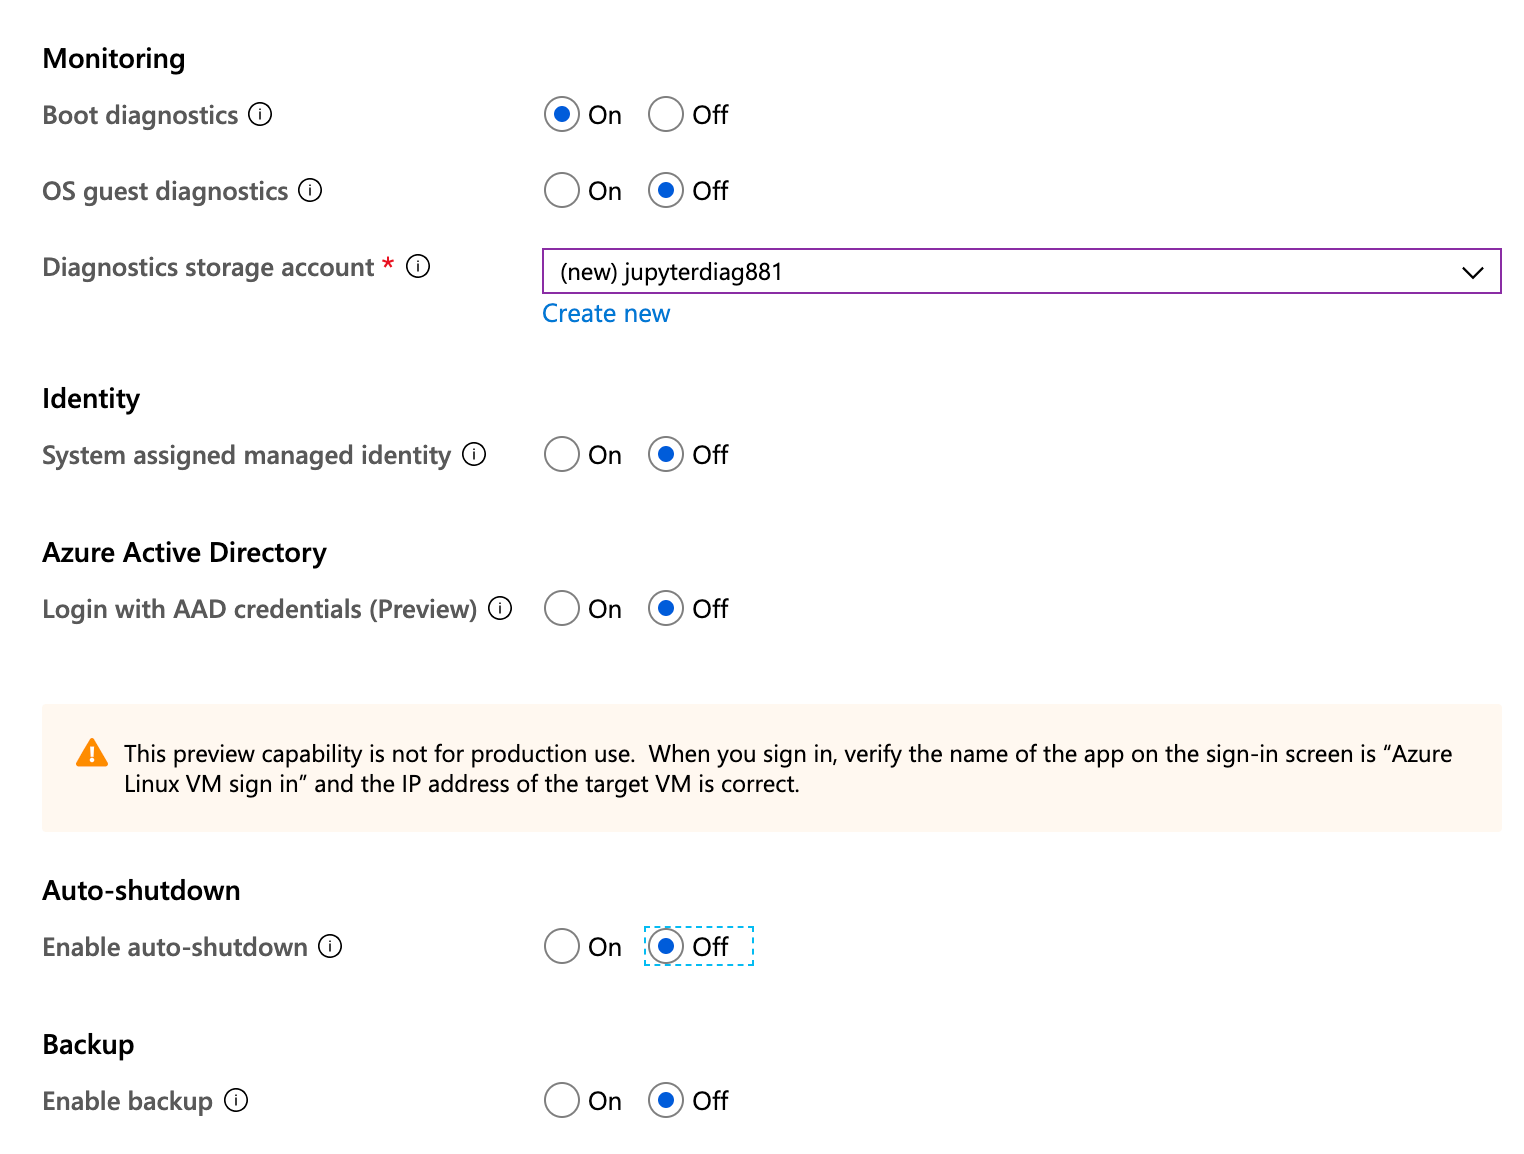 Monitoring
Boot diagnostics On Off
OS guest diagnostics On Off
Diagnostics storage account * (new) jupyterdiag881
Create new
Identity
System assigned managed identity On Off
Azure Active Directory
Login with AAD credentials (Preview) On Off
This preview capability is not for production use.  When you sign in, verify the name of the app on the sign-in screen is “Azure
Linux VM sign in” and the IP address of the target VM is correct.
Auto-shutdown
Enable auto-shutdown On Off
Backup
Enable backup On Off